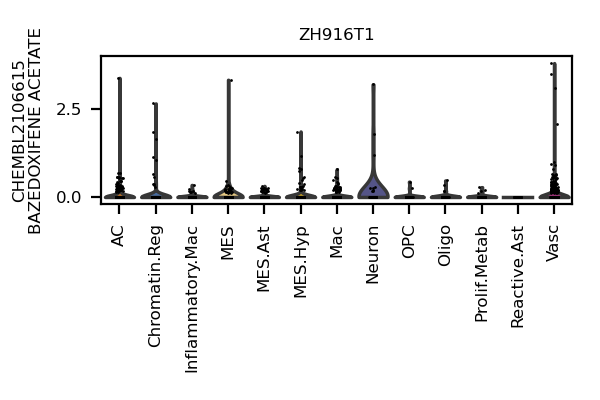 ZH916T1
CHEMBL2106615
BAZEDOXIFENE ACETATE
2.5
0.0
AC
Chromatin.Reg
Inflammatory.Mac
MES
MES.Ast
MES.Hyp
Mac
Neuron
OPC
Oligo
Prolif.Metab
Reactive.Ast
Vasc